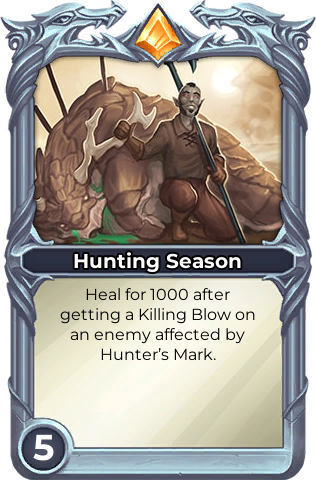 Hunting Season
Heal for 1000 after
getting a Killing Blow on
an enemy affected by
Hunter's Mark.
5